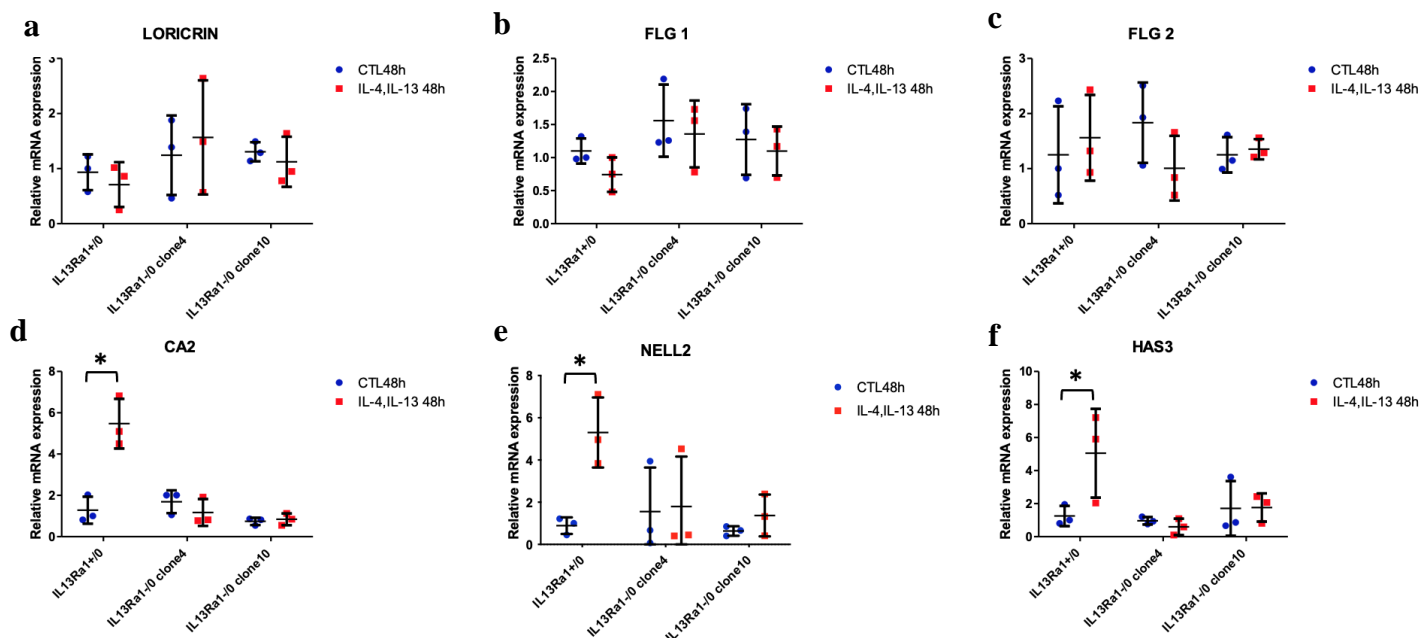 a
LORICRIN
Relative mRNA expression
3
2
1
0
IL13Ra1+/0
IL13Ra1-/0 clone4
IL13Ra1-/0 clone10
CTL48h
IL-4,IL-13 48h
b
FLG 1
Relative mRNA expression
2.5
2.0
1.5
1.0
0.5
0.0
IL13Ra1+/0
IL13Ra1-/0 clone4
IL13Ra1-/0 clone10
CTL48h
IL-4,IL-13 48h
c
FLG 2
Relative mRNA expression
3
2
1
0
IL13Ra1+/0
IL13Ra1-/0 clone4
IL13Ra1-/0 clone10
CTL48h
IL-4,IL-13 48h
d
CA2
Relative mRNA expression
8
6
4
2
0
*
IL13Ra1+/0
IL13Ra1-/0 clone4
IL13Ra1-/0 clone10
CTL48h
IL-4,IL-13 48h
e
NELL2
Relative mRNA expression
8
6
4
2
0
*
IL13Ra1+/0
IL13Ra1-/0 clone4
IL13Ra1-/0 clone10
CTL48h
IL-4,IL-13 48h
f
HAS3
Relative mRNA expression
10
8
6
4
2
0
*
IL13Ra1+/0
IL13Ra1-/0 clone4
IL13Ra1-/0 clone10
CTL48h
IL-4,IL-13 48h